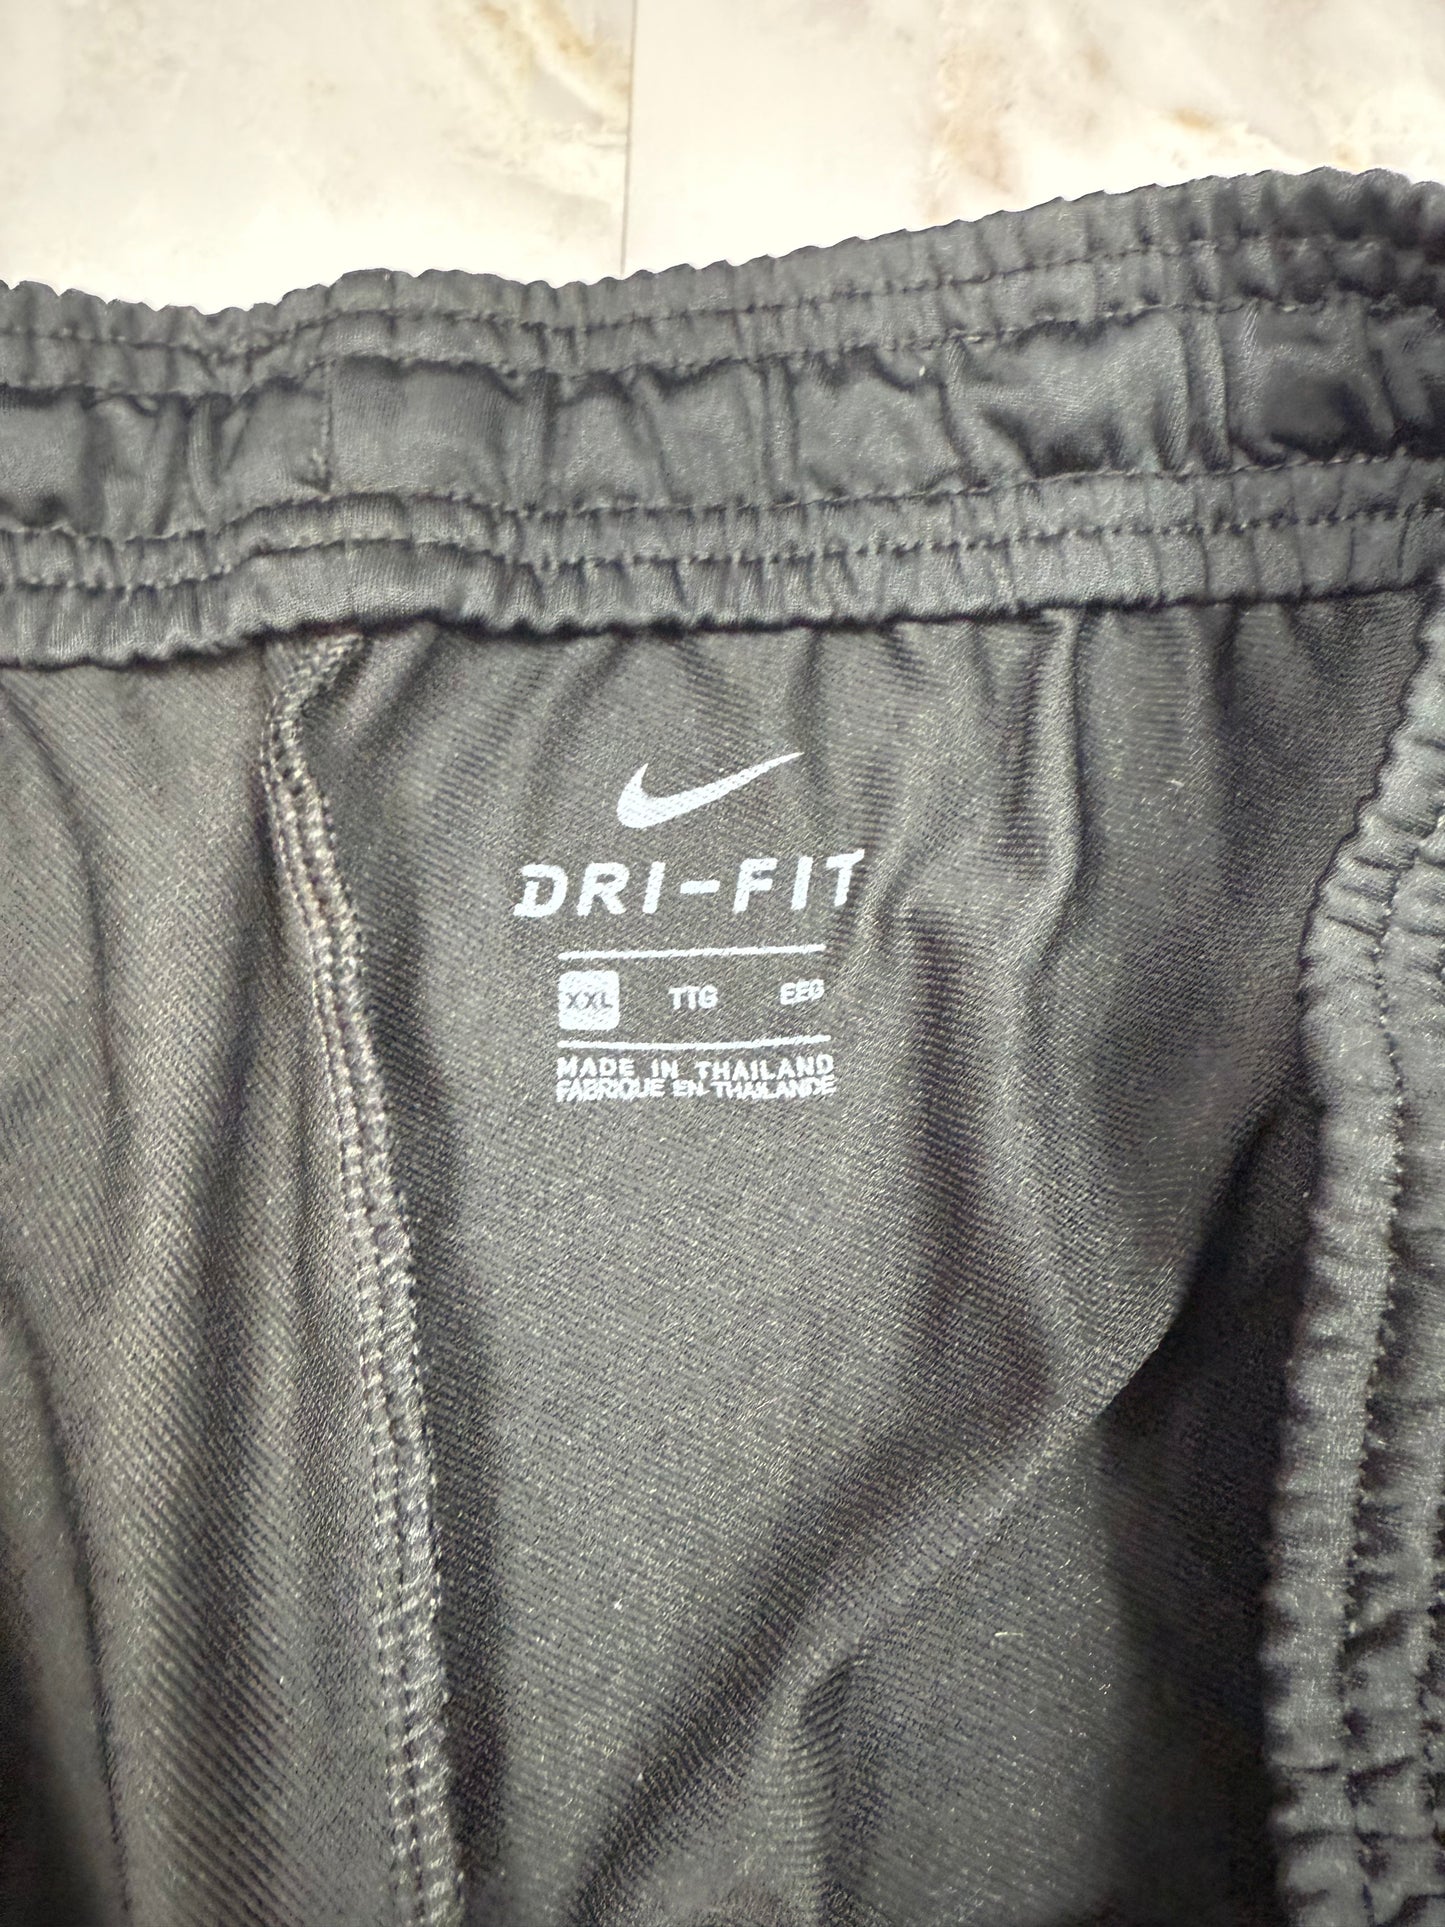 DRI-FIT
XXL TTG EEG
MADE IN THAILAND
FABRIQUE EN THAILANDE